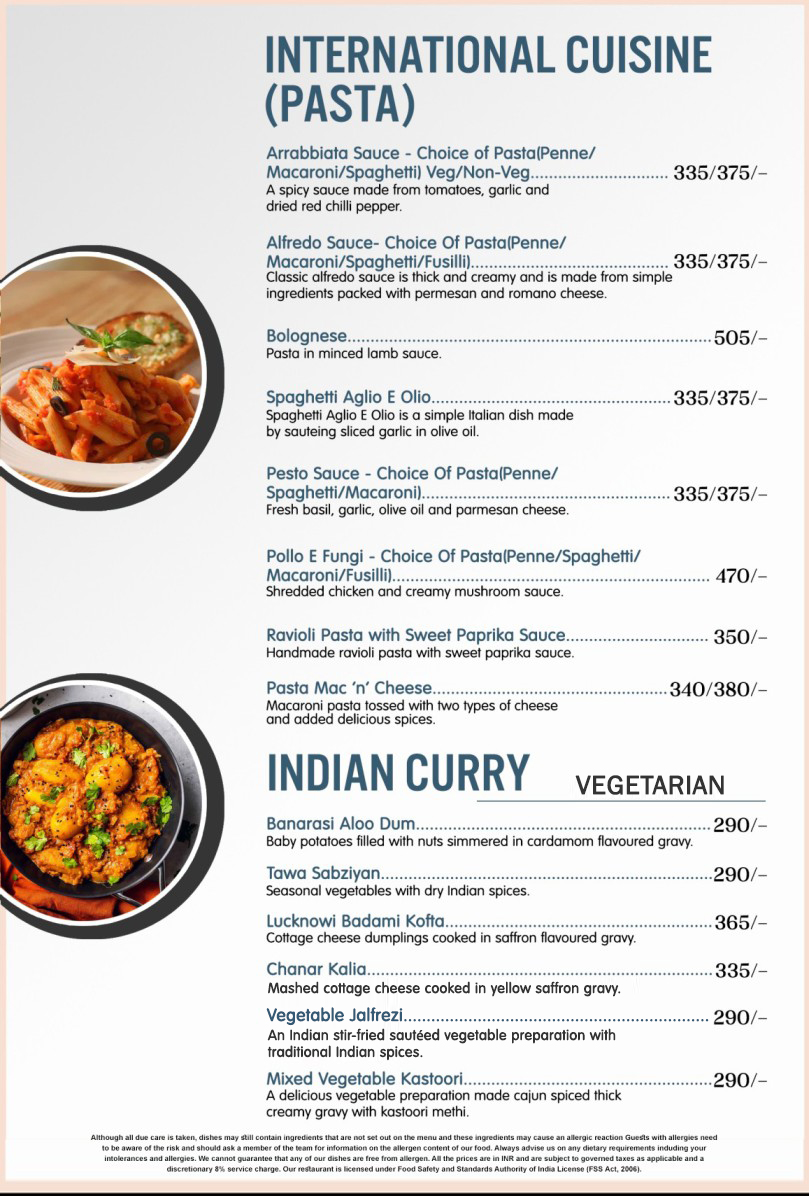 INTERNATIONAL CUISINE
(PASTA)
Arrabbiata Sauce - Choice of Pasta(Penne/
Macaroni/Spaghetti) Veg/Non-Veg.............................. 335/375/–
A spicy sauce made from tomatoes, garlic and
dried red chilli pepper.
Alfredo Sauce- Choice Of Pasta(Penne/
Macaroni/Spaghetti/Fusilli)........................................... 335/375/–
Classic alfredo sauce is thick and creamy and is made from simple
ingredients packed with permesan and romano cheese.
Bolognese............................................................................... 505/–
Pasta in minced lamb sauce.
Spaghetti Aglio E Olio.................................................... 335/375/–
Spaghetti Aglio E Olio is a simple Italian dish made
by sauteing sliced garlic in olive oil.
Pesto Sauce - Choice Of Pasta(Penne/
Spaghetti/Macaroni)...................................................... 335/375/–
Fresh basil, garlic, olive oil and parmesan cheese.
Pollo E Fungi - Choice Of Pasta(Penne/Spaghetti/
Macaroni/Fusilli)..................................................................... 470/–
Shredded chicken and creamy mushroom sauce.
Ravioli Pasta with Sweet Paprika Sauce............................... 350/–
Handmade ravioli pasta with sweet paprika sauce.
Pasta Mac 'n' Cheese.................................................... 340/380/–
Macaroni pasta tossed with two types of cheese
and added delicious spices.
INDIAN CURRY VEGETARIAN
Banarasi Aloo Dum................................................................ 290/–
Baby potatoes filled with nuts simmered in cardamom flavoured gravy.
Tawa Sabziyan........................................................................290/–
Seasonal vegetables with dry Indian spices.
Lucknowi Badami Kofta.......................................................... 365/–
Cottage cheese dumplings cooked in saffron flavoured gravy.
Chanar Kalia........................................................................... 335/–
Mashed cottage cheese cooked in yellow saffron gravy.
Vegetable Jalfrezi.................................................................. 290/–
An Indian stir-fried sautéed vegetable preparation with
traditional Indian spices.
Mixed Vegetable Kastoori.......................................................290/–
A delicious vegetable preparation made cajun spiced thick
creamy gravy with kastoori methi.
Although all due care is taken, dishes may still contain ingredients that are not set out on the menu and these ingredients may cause an allergic reaction Guests with allergies need
to be aware of the risk and should ask a member of the team for information on the allergen content of our food. Always advise us on any dietary requirements including your
intolerances and allergies. We cannot guarantee that any of our dishes are free from allergen. All the prices are in INR and are subject to governed taxes as applicable and a
discretionary 8% service charge. Our restaurant is licensed under Food Safety and Standards Authority of India License (FSS Act, 2006).